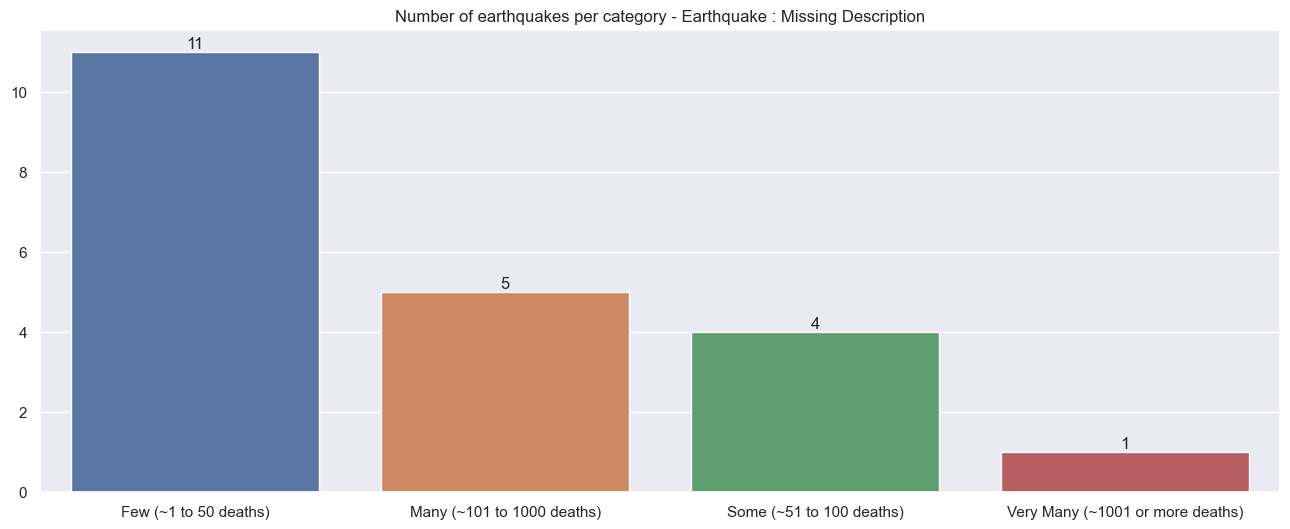 Number of earthquakes per category - Earthquake : Missing Description
11
10
8
6
5
4
4
2
1
0
Few (~1 to 50 deaths)
Many (~101 to 1000 deaths)
Some (~51 to 100 deaths)
Very Many (~1001 or more deaths)